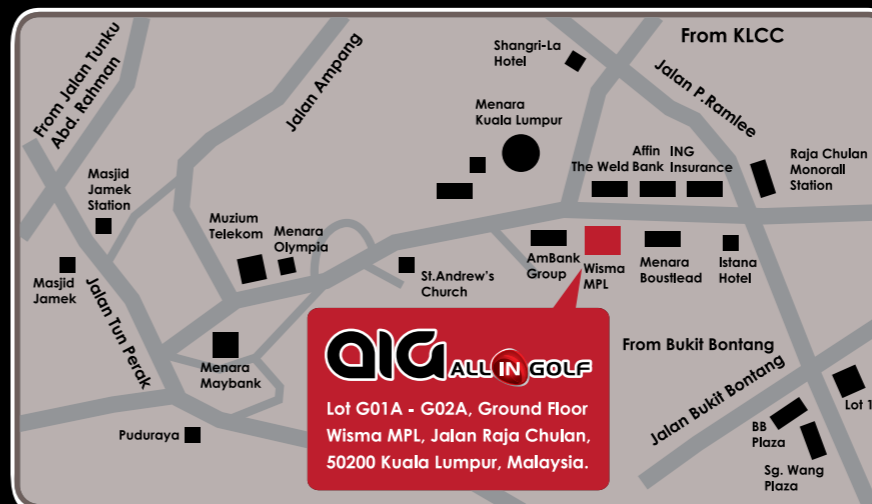 From KLCC
Shangri-La
Hotel
Jalan P.Ramlee
From Jalan Tunku
Abd. Rahman
Jalan Ampang
Menara
Kuala Lumpur
The Weld
Affin
Bank
ING
Insurance
Raja Chulan
Monorall
Station
Masjid
Jamek
Station
Muzium
Telekom
Menara
Olympia
St.Andrew's
Church
AmBank
Group
Wisma
MPL
Menara
Boustlead
Istana
Hotel
Masjid
Jamek
Jalan Tun Perak
Menara
Maybank
Puduraya
From Bukit Bontang
Jalan Bukit Bontang
Lot 1
BB
Plaza
Sg. Wang
Plaza
AIG ALL IN GOLF
Lot G01A - G02A, Ground Floor
Wisma MPL, Jalan Raja Chulan,
50200 Kuala Lumpur, Malaysia.